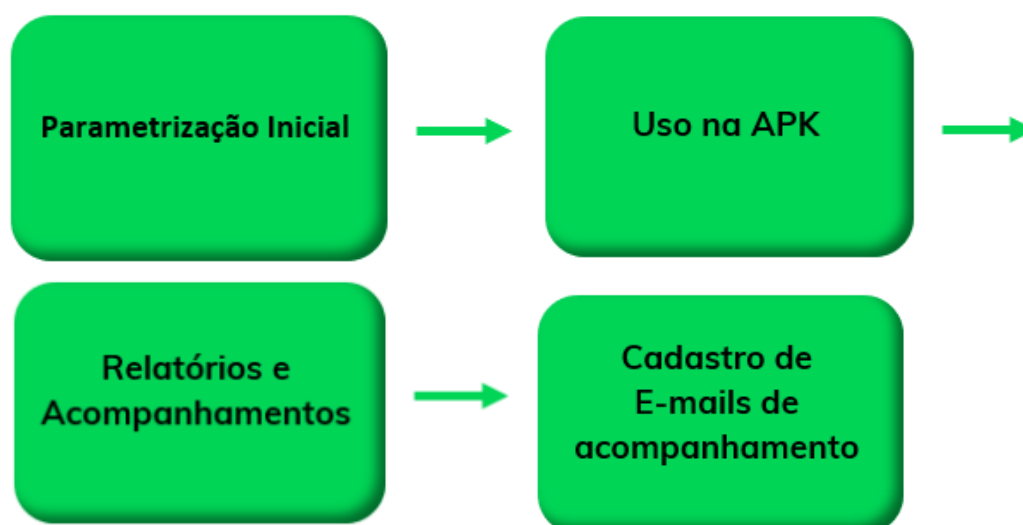 Parametrização Inicial
Uso na APK
Relatórios e
Acompanhamentos
Cadastro de
E-mails de
acompanhamento